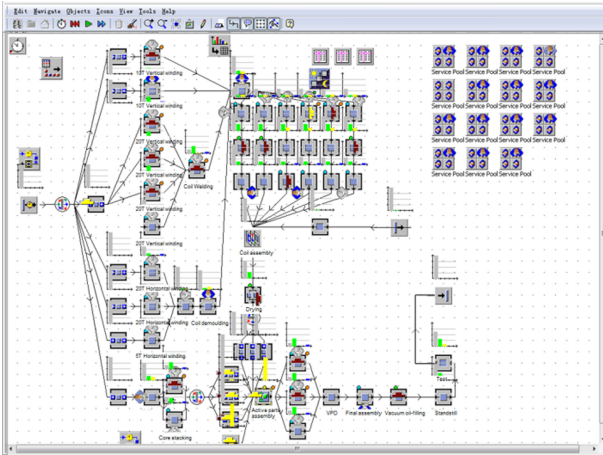 Edit Navigate Objects Icons View Tools Help
10T Vertical winding
10T Vertical winding
20T Vertical winding
20T Vertical winding
20T Vertical winding
20T Vertical winding
Coil Welding
Service Pool Service Pool Service Pool Service Pool
Service Pool Service Pool Service Pool Service Pool
Service Pool Service Pool Service Pool Service Pool
Service Pool Service Pool Service Pool
Coil assembly
20T Horizontal winding
20T Horizontal winding
Coil demoulding
Drying
5T Horizontal winding
Test
Core stacking
Active part
assembly
VPD
Final assembly
Vacuum oil-filling
Standstill